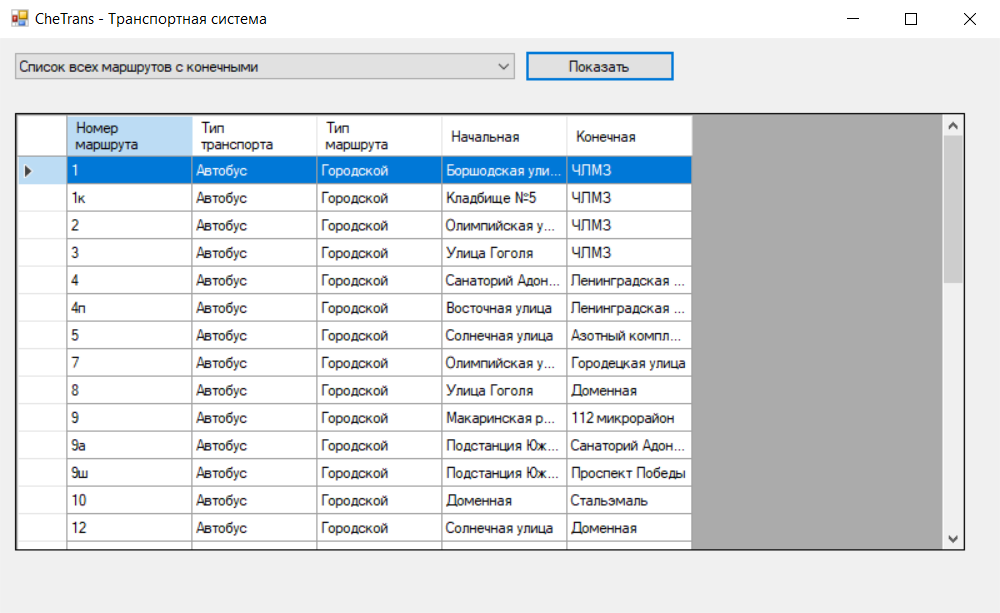 CheTrans - Транспортная система
Список всех маршрутов с конечными
Показать
Номер маршрута Тип транспорта Тип маршрута Начальная Конечная
1 Автобус Городской Боршодская ули... ЧЛМЗ
1к Автобус Городской Кладбище №5 ЧЛМЗ
2 Автобус Городской Олимпийская у... ЧЛМЗ
3 Автобус Городской Улица Гоголя ЧЛМЗ
4 Автобус Городской Санаторий Адон... Ленинградская ...
4п Автобус Городской Восточная улица Ленинградская ...
5 Автобус Городской Солнечная улица Азотный компл...
7 Автобус Городской Олимпийская у... Городецкая улица
8 Автобус Городской Улица Гоголя Доменная
9 Автобус Городской Макаринская р... 112 микрорайон
9а Автобус Городской Подстанция Юж... Санаторий Адон...
9ш Автобус Городской Подстанция Юж... Проспект Победы
10 Автобус Городской Доменная Стальэмаль
12 Автобус Городской Солнечная улица Доменная